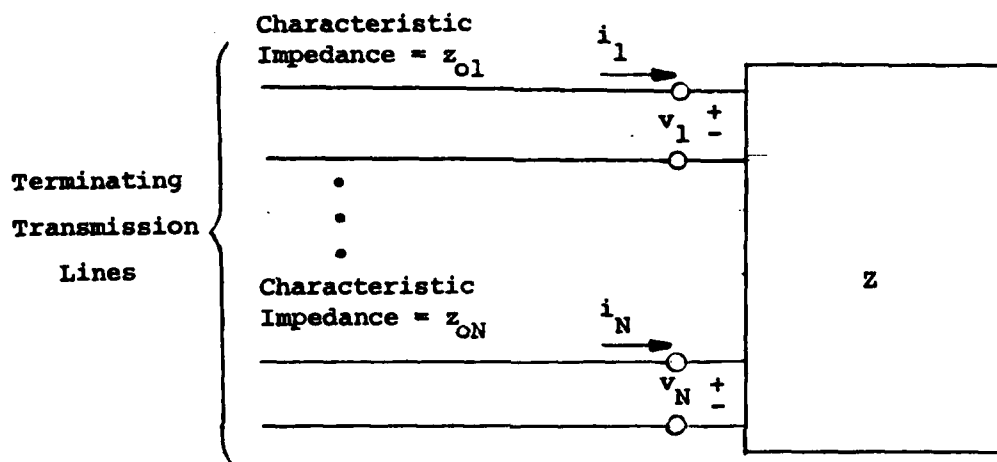 Characteristic
Impedance = z_o1
i_1
v_1
+
-
Terminating
Transmission
Lines
Characteristic
Impedance = z_oN
i_N
v_N
+
-
Z